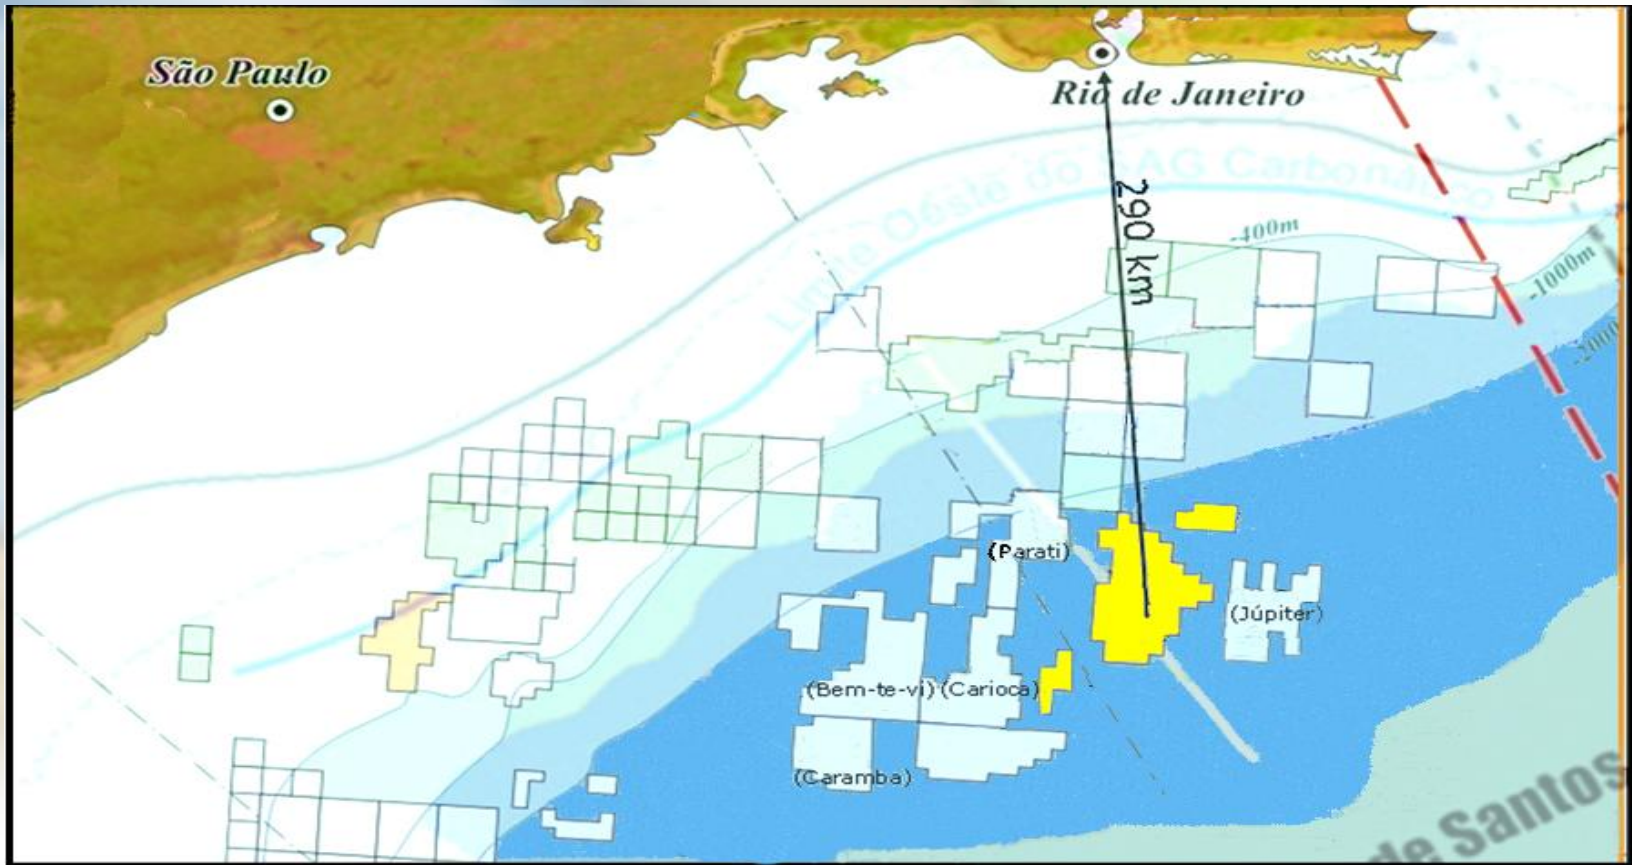 São Paulo
Rio de Janeiro
Limite Oeste do SAG Carbonático
290 km
-400m
-1000m
-2000
(Parati)
(Júpiter)
(Bem-te-vi) (Carioca)
(Caramba)
de Santos